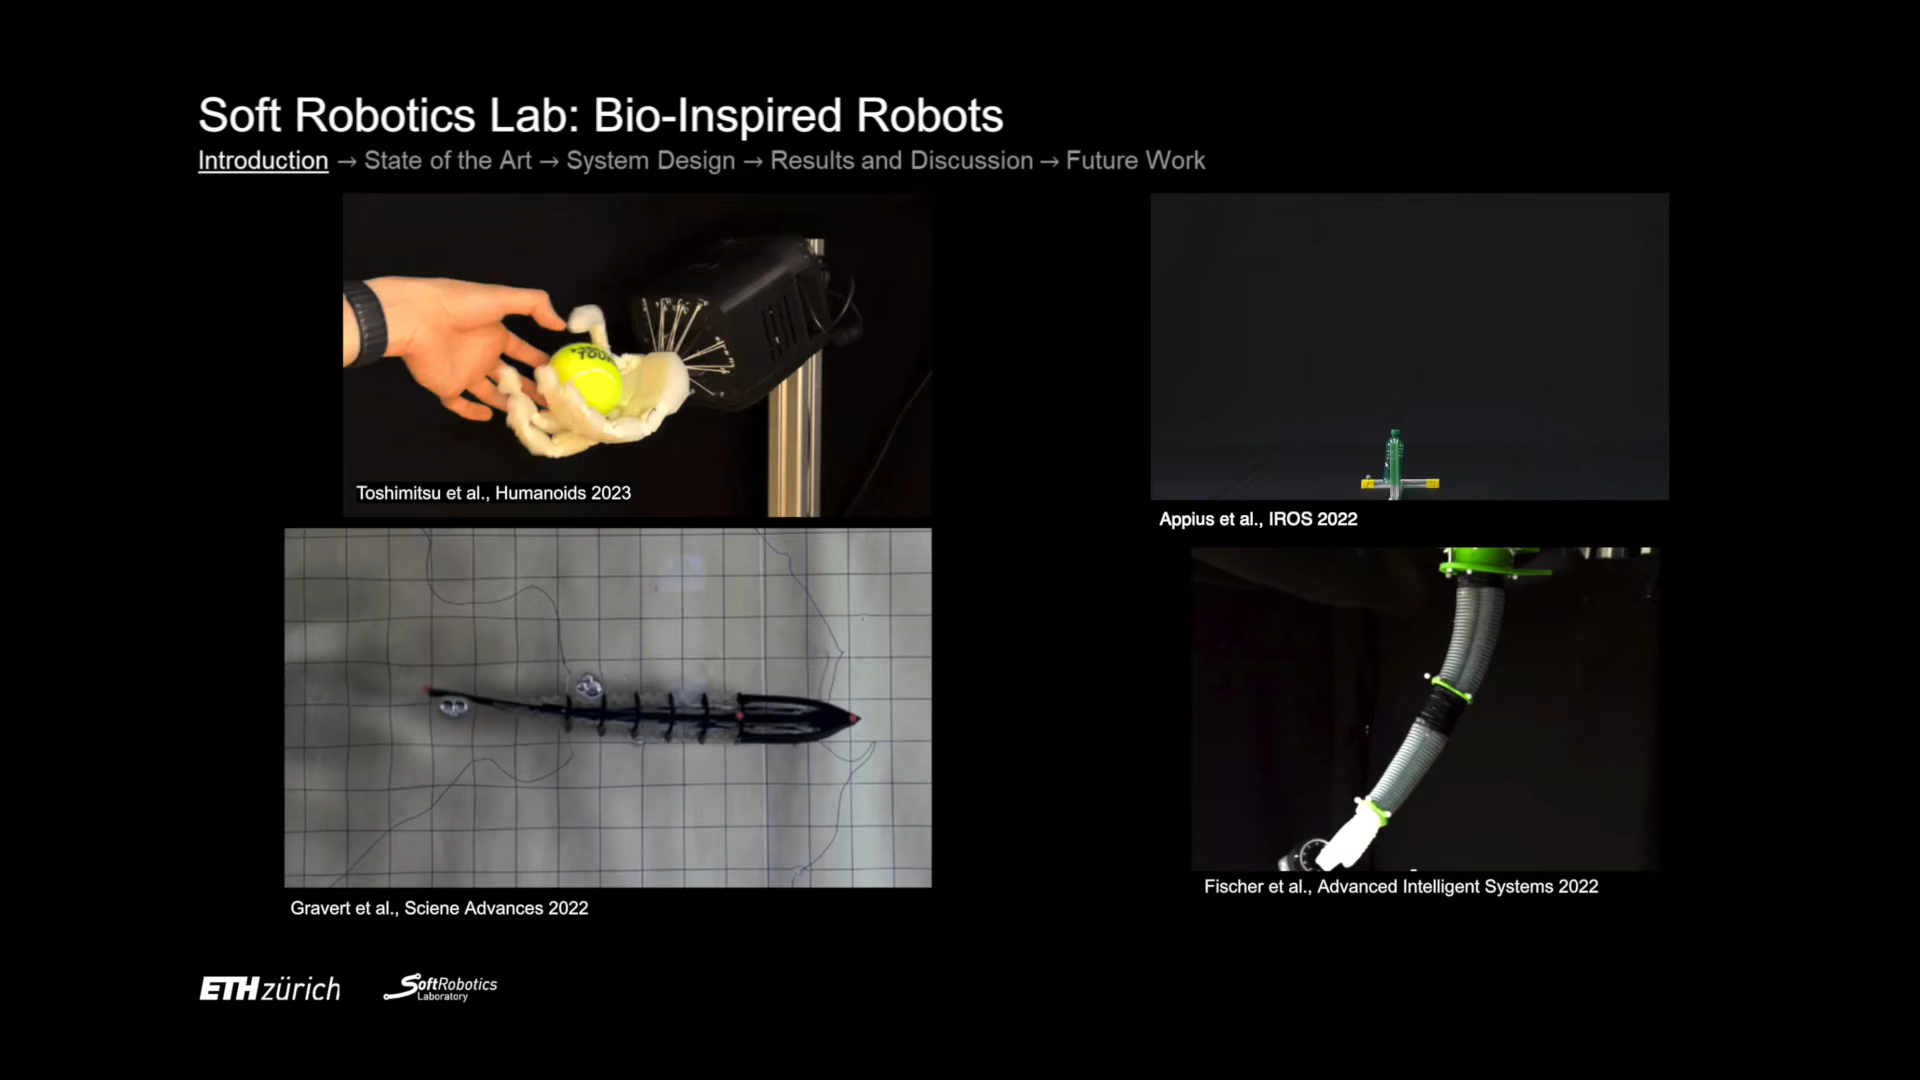 Soft Robotics Lab: Bio-Inspired Robots
Introduction → State of the Art → System Design → Results and Discussion → Future Work
TOUR
Toshimitsu et al., Humanoids 2023
Appius et al., IROS 2022
Gravert et al., Sciene Advances 2022
Fischer et al., Advanced Intelligent Systems 2022
ETH zürich
SoftRobotics
Laboratory